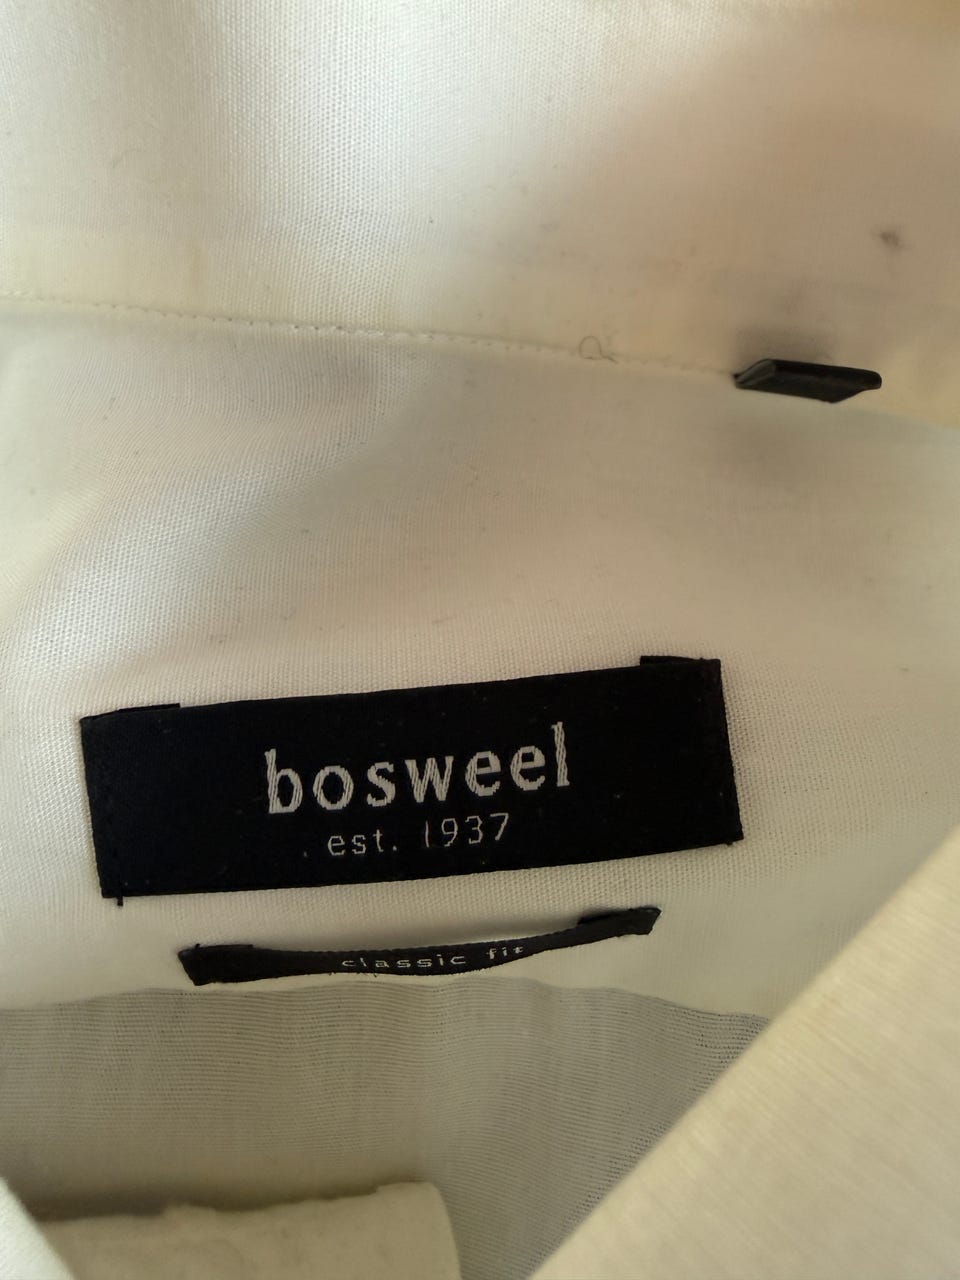 bosweel
est. 1937
classic fit